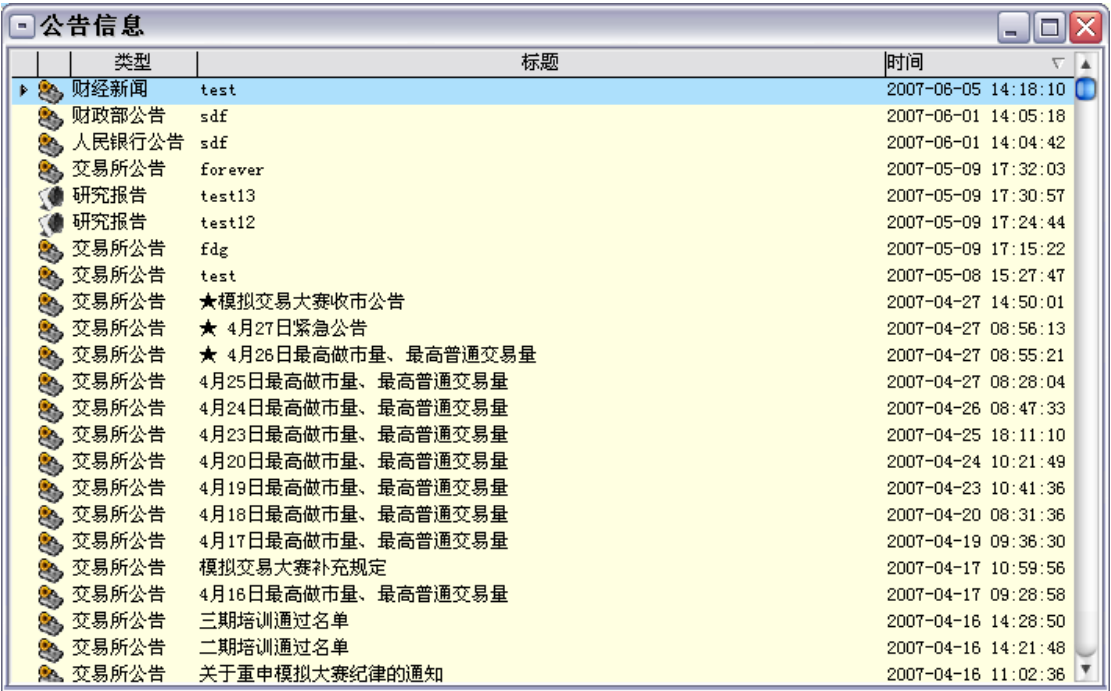 公告信息
类型 标题 时间
财经新闻 test 2007-06-05 14:18:10
财政部公告 sdf 2007-06-01 14:05:18
人民银行公告 sdf 2007-06-01 14:04:42
交易所公告 forever 2007-05-09 17:32:03
研究报告 test13 2007-05-09 17:30:57
研究报告 test12 2007-05-09 17:24:44
交易所公告 fdg 2007-05-09 17:15:22
交易所公告 test 2007-05-08 15:27:47
交易所公告 ★模拟交易大赛收市公告 2007-04-27 14:50:01
交易所公告 ★ 4月27日紧急公告 2007-04-27 08:56:13
交易所公告 ★ 4月26日最高做市量、最高普通交易量 2007-04-27 08:55:21
交易所公告 4月25日最高做市量、最高普通交易量 2007-04-27 08:28:04
交易所公告 4月24日最高做市量、最高普通交易量 2007-04-26 08:47:33
交易所公告 4月23日最高做市量、最高普通交易量 2007-04-25 18:11:10
交易所公告 4月20日最高做市量、最高普通交易量 2007-04-24 10:21:49
交易所公告 4月19日最高做市量、最高普通交易量 2007-04-23 10:41:36
交易所公告 4月18日最高做市量、最高普通交易量 2007-04-20 08:31:36
交易所公告 4月17日最高做市量、最高普通交易量 2007-04-19 09:36:30
交易所公告 模拟交易大赛补充规定 2007-04-17 10:59:56
交易所公告 4月16日最高做市量、最高普通交易量 2007-04-17 09:28:58
交易所公告 三期培训通过名单 2007-04-16 14:28:50
交易所公告 二期培训通过名单 2007-04-16 14:21:48
交易所公告 关于重申模拟大赛纪律的通知 2007-04-16 11:02:36